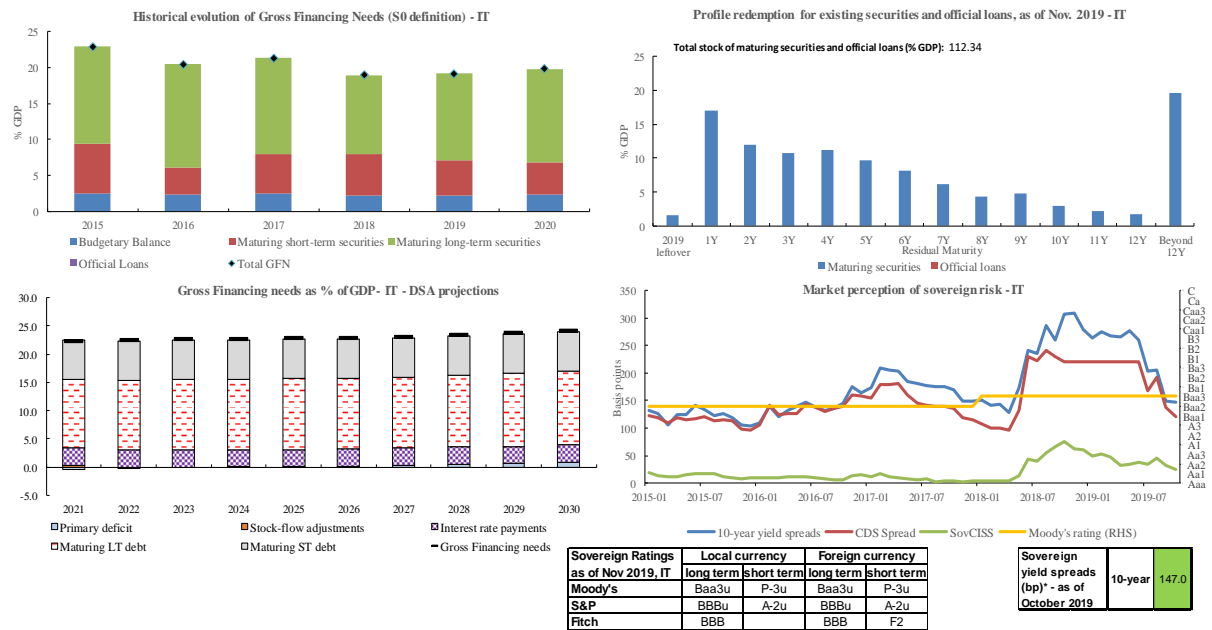 Historical evolution of Gross Financing Needs (S0 definition) - IT
25
20
15
10
5
0
% GDP
2015
2016
2017
2018
2019
2020
Budgetary Balance
Maturing short-term securities
Maturing long-term securities
Official Loans
Total GFN
Profile redemption for existing securities and official loans, as of Nov. 2019 - IT
Total stock of maturing securities and official loans (% GDP): 112.34
25
20
15
10
5
0
% GDP
2019 leftover
1Y
2Y
3Y
4Y
5Y
6Y
7Y
8Y
9Y
10Y
11Y
12Y
Beyond 12Y
Residual Maturity
Maturing securities
Official loans
Gross Financing needs as % of GDP - IT - DSA projections
30.0
25.0
20.0
15.0
10.0
5.0
0.0
-5.0
2021
2022
2023
2024
2025
2026
2027
2028
2029
2030
Primary deficit
Stock-flow adjustments
Interest rate payments
Maturing LT debt
Maturing ST debt
Gross Financing needs
Market perception of sovereign risk - IT
350
300
250
200
150
100
50
0
Basis points
C
Ca
Caa3
Caa2
Caa1
B3
B2
B1
Ba3
Ba2
Ba1
Baa3
Baa2
Baa1
A3
A2
A1
Aa3
Aa2
Aa1
Aaa
2015-01
2015-07
2016-01
2016-07
2017-01
2017-07
2018-01
2018-07
2019-01
2019-07
10-year yield spreads
CDS Spread
SovCISS
Moody's rating (RHS)
Sovereign Ratings as of Nov 2019, IT
Local currency
Foreign currency
long term
short term
long term
short term
Moody's Baa3u P-3u Baa3u P-3u
S&P BBBu A-2u BBBu A-2u
Fitch BBB BBB F2
Sovereign yield spreads (bp)* - as of October 2019
10-year
147.0